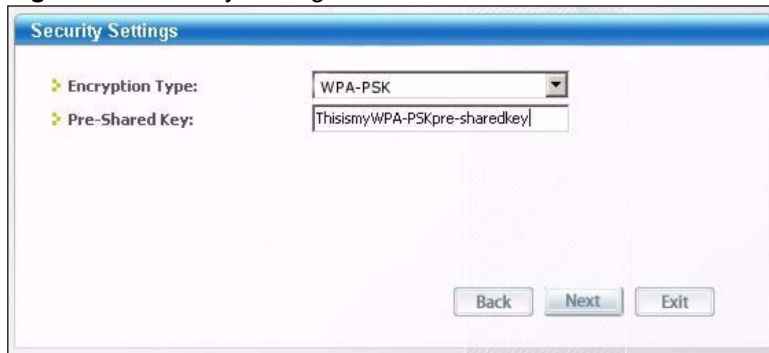 Security Settings
Encryption Type: WPA-PSK
Pre-Shared Key: ThisismyWPA-PSKpre-sharedkey
Back Next Exit